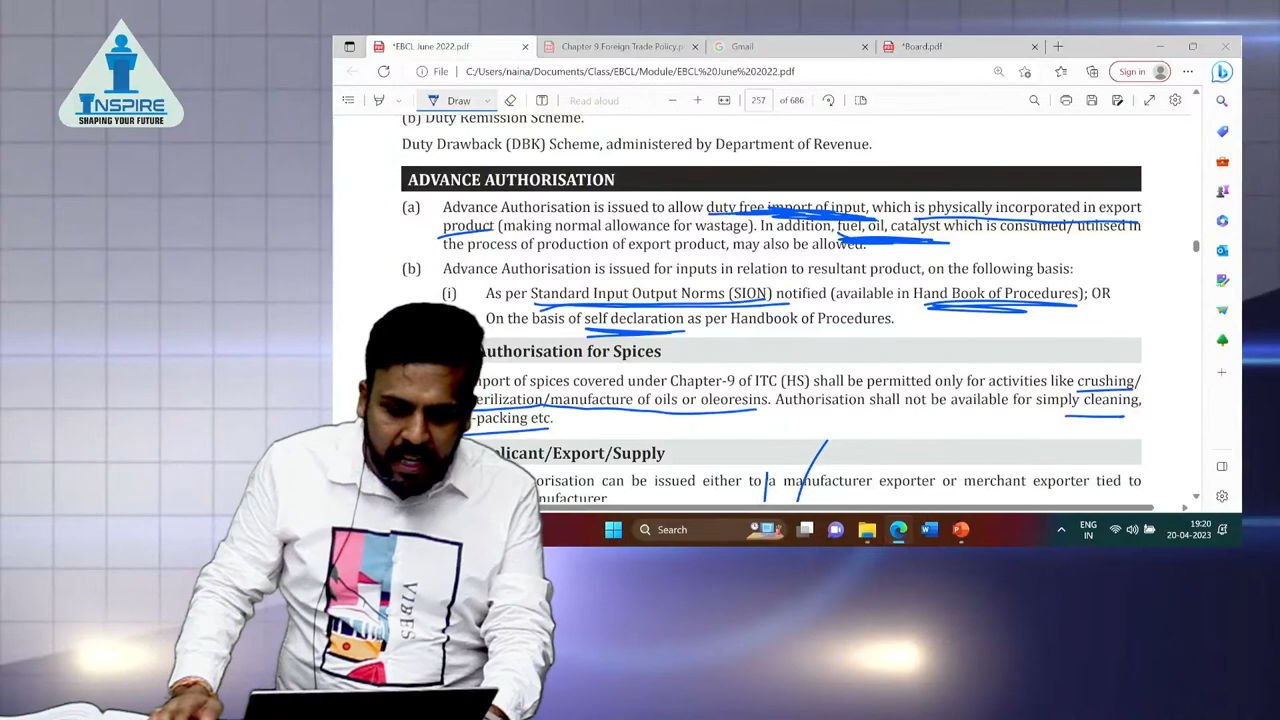 INSPIRE
SHAPING YOUR FUTURE
*EBCL June 2022.pdf
Chapter 9 Foreign Trade Policy.p
Gmail
*Board.pdf
File
C:/Users/naina/Documents/Class/EBCL/Module/EBCL%20June%202022.pdf
Sign in
Draw
Read aloud
257
of 686
(b) Duty Remission Scheme.
Duty Drawback (DBK) Scheme, administered by Department of Revenue.
ADVANCE AUTHORISATION
(a) Advance Authorisation is issued to allow duty free import of input, which is physically incorporated in export
product (making normal allowance for wastage). In addition, fuel, oil, catalyst which is consumed/ utilised in
the process of production of export product, may also be allowed.
(b) Advance Authorisation is issued for inputs in relation to resultant product, on the following basis:
(i) As per Standard Input Output Norms (SION) notified (available in Hand Book of Procedures); OR
On the basis of self declaration as per Handbook of Procedures.
uthorisation for Spices
port of spices covered under Chapter-9 of ITC (HS) shall be permitted only for activities like crushing/
erilization/manufacture of oils or oleoresins. Authorisation shall not be available for simply cleaning,
-packing etc.
licant/Export/Supply
orisation can be issued either to a manufacturer exporter or merchant exporter tied to
nufacturer.
Search
ENG
IN
19:20
20-04-2023
VIBES